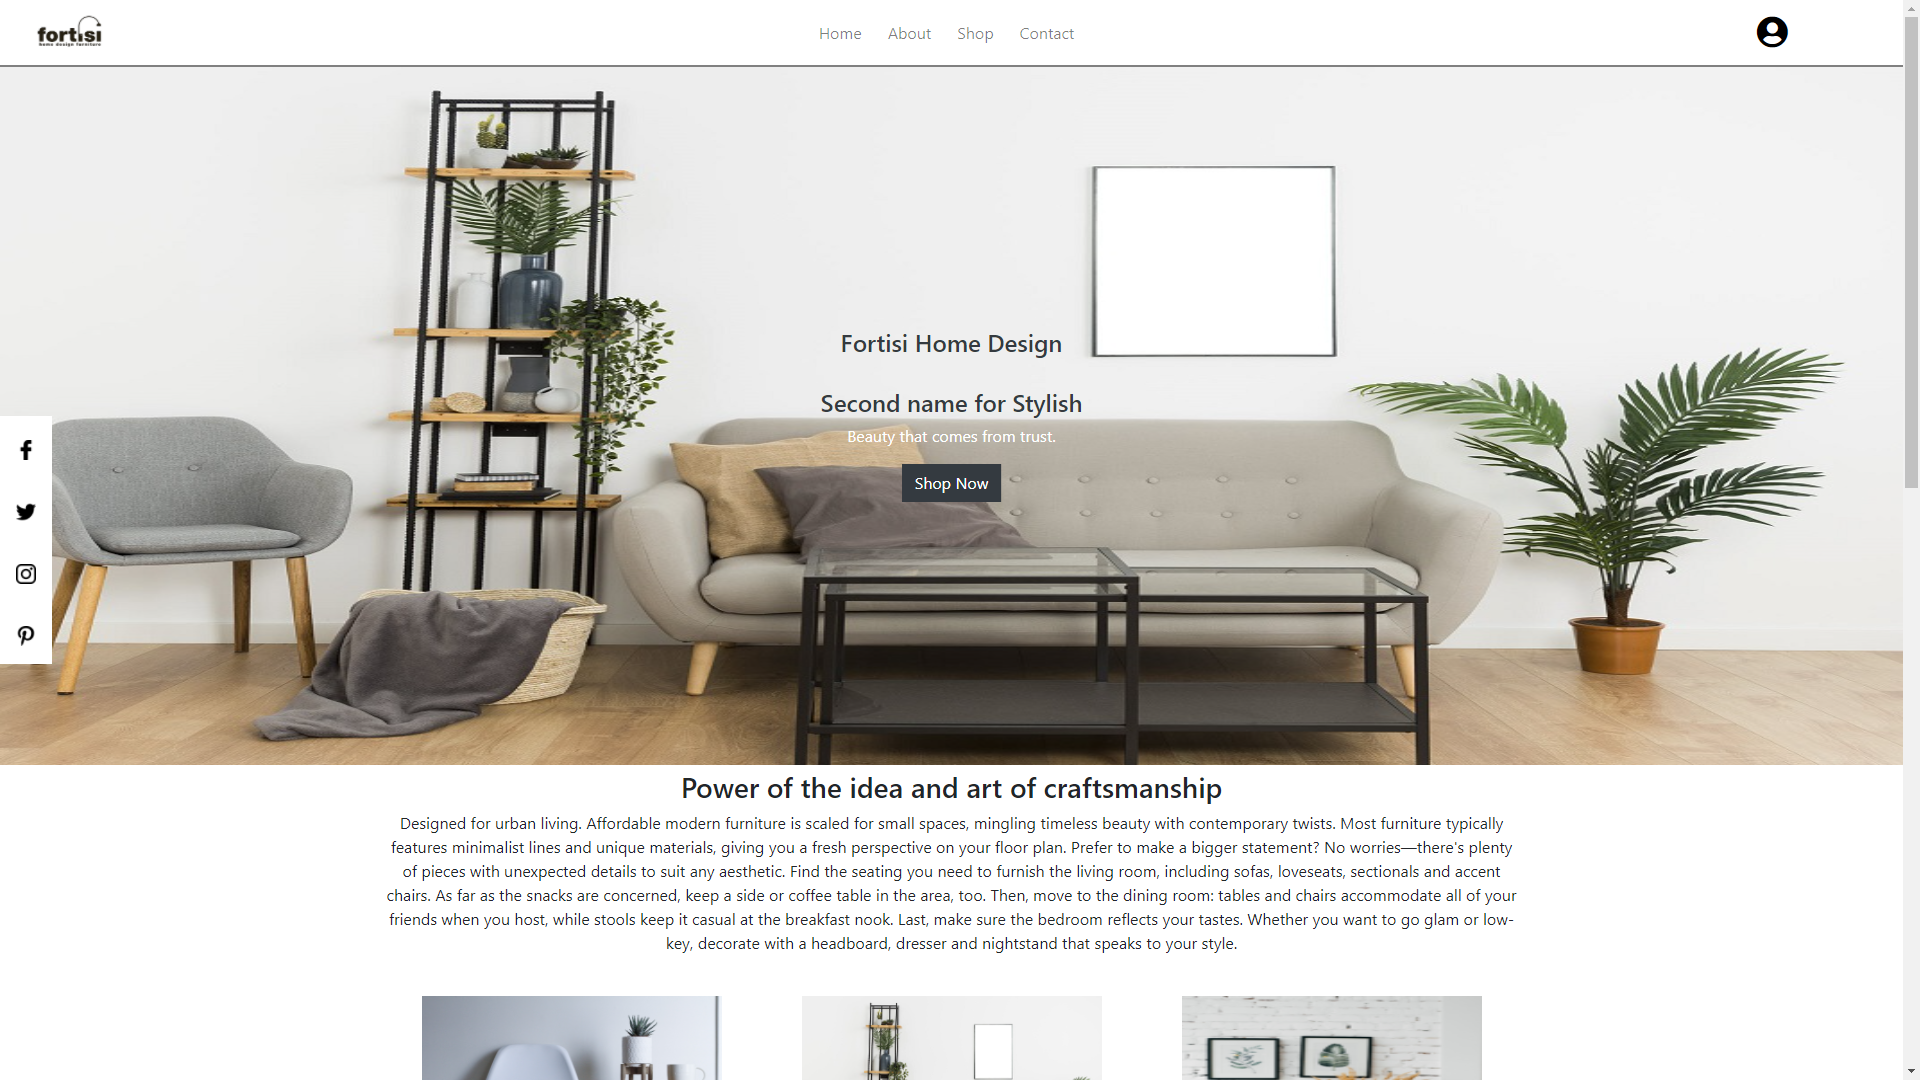 fortisi
home design furniture
Home
About
Shop
Contact
Fortisi Home Design
Second name for Stylish
Beauty that comes from trust.
Shop Now
Power of the idea and art of craftsmanship
Designed for urban living. Affordable modern furniture is scaled for small spaces, mingling timeless beauty with contemporary twists. Most furniture typically
features minimalist lines and unique materials, giving you a fresh perspective on your floor plan. Prefer to make a bigger statement? No worries—there's plenty
of pieces with unexpected details to suit any aesthetic. Find the seating you need to furnish the living room, including sofas, loveseats, sectionals and accent
chairs. As far as the snacks are concerned, keep a side or coffee table in the area, too. Then, move to the dining room: tables and chairs accommodate all of your
friends when you host, while stools keep it casual at the breakfast nook. Last, make sure the bedroom reflects your tastes. Whether you want to go glam or low-
key, decorate with a headboard, dresser and nightstand that speaks to your style.